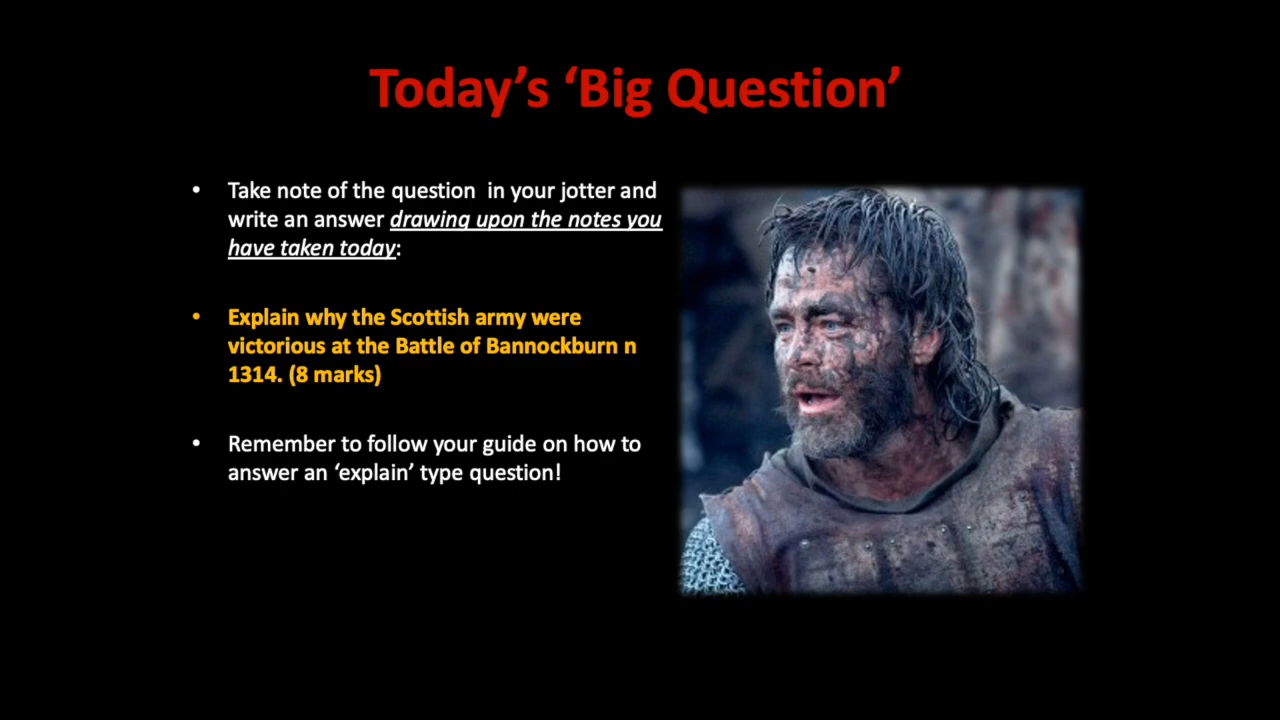 Today’s ‘Big Question’
• Take note of the question  in your jotter and
write an answer drawing upon the notes you
have taken today:
• Explain why the Scottish army were
victorious at the Battle of Bannockburn n
1314. (8 marks)
• Remember to follow your guide on how to
answer an ‘explain’ type question!